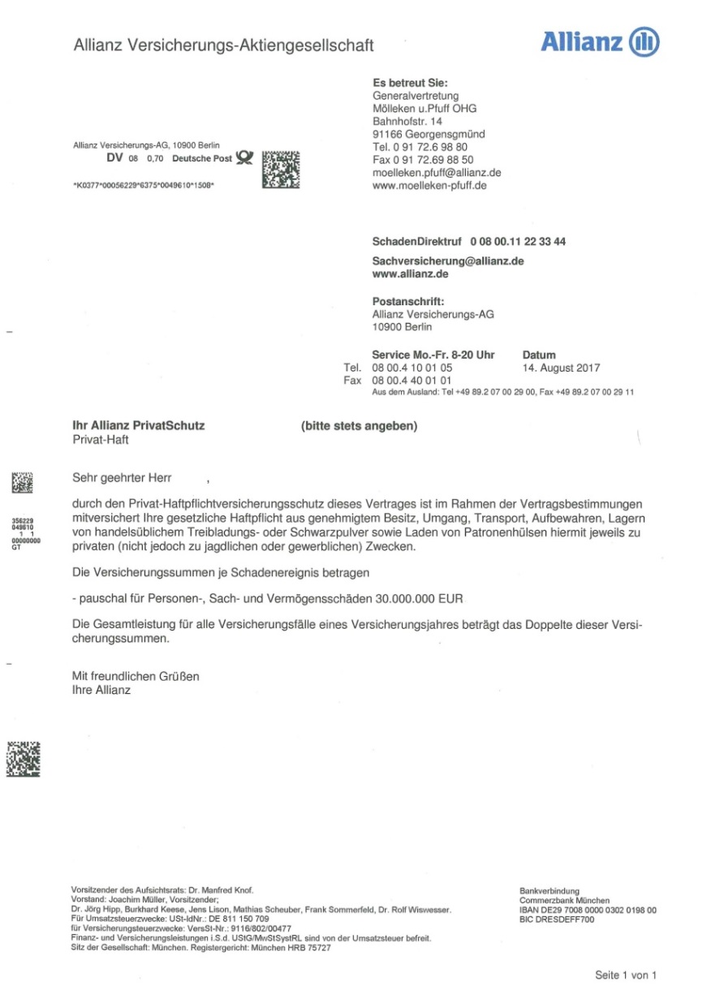 Allianz Versicherungs-Aktiengesellschaft
Allianz
Es betreut Sie:
Generalvertretung
Mölleken u.Pfuff OHG
Bahnhofstr. 14
91166 Georgensgmünd
Tel. 0 91 72.6 98 80
Fax 0 91 72.69 88 50
moelleken.pfuff@allianz.de
www.moelleken-pfuff.de
Allianz Versicherungs-AG, 10900 Berlin
DV 08 0,70 Deutsche Post
*K0377*00056229*6375*0049610*1508*
SchadenDirektruf 0 08 00.11 22 33 44
Sachversicherung@allianz.de
www.allianz.de
Postanschrift:
Allianz Versicherungs-AG
10900 Berlin
Service Mo.-Fr. 8-20 Uhr Datum
Tel. 08 00.4 10 01 05 14. August 2017
Fax 08 00.4 40 01 01
Aus dem Ausland: Tel +49 89.2 07 00 29 00, Fax +49 89.2 07 00 29 11
Ihr Allianz PrivatSchutz (bitte stets angeben)
Privat-Haft
Sehr geehrter Herr ,
durch den Privat-Haftpflichtversicherungsschutz dieses Vertrages ist im Rahmen der Vertragsbestimmungen
mitversichert Ihre gesetzliche Haftpflicht aus genehmigtem Besitz, Umgang, Transport, Aufbewahren, Lagern
von handelsüblichem Treibladungs- oder Schwarzpulver sowie Laden von Patronenhülsen hiermit jeweils zu
privaten (nicht jedoch zu jagdlichen oder gewerblichen) Zwecken.
356229
049610
1 1
00000000
GT
Die Versicherungssummen je Schadenereignis betragen
- pauschal für Personen-, Sach- und Vermögensschäden 30.000.000 EUR
Die Gesamtleistung für alle Versicherungsfälle eines Versicherungsjahres beträgt das Doppelte dieser Versi-
cherungssummen.
Mit freundlichen Grüßen
Ihre Allianz
Vorsitzender des Aufsichtsrats: Dr. Manfred Knof.
Vorstand: Joachim Müller, Vorsitzender;
Dr. Jörg Hipp, Burkhard Keese, Jens Lison, Mathias Scheuber, Frank Sommerfeld, Dr. Rolf Wiswesser.
Für Umsatzsteuerzwecke: USt-IdNr.: DE 811 150 709
für Versicherungsteuerzwecke: VersSt-Nr.: 9116/802/00477
Finanz- und Versicherungsleistungen i.S.d. UStG/MwStSystRL sind von der Umsatzsteuer befreit.
Sitz der Gesellschaft: München. Registergericht: München HRB 75727
Bankverbindung
Commerzbank München
IBAN DE29 7008 0000 0302 0198 00
BIC DRESDEFF700
Seite 1 von 1